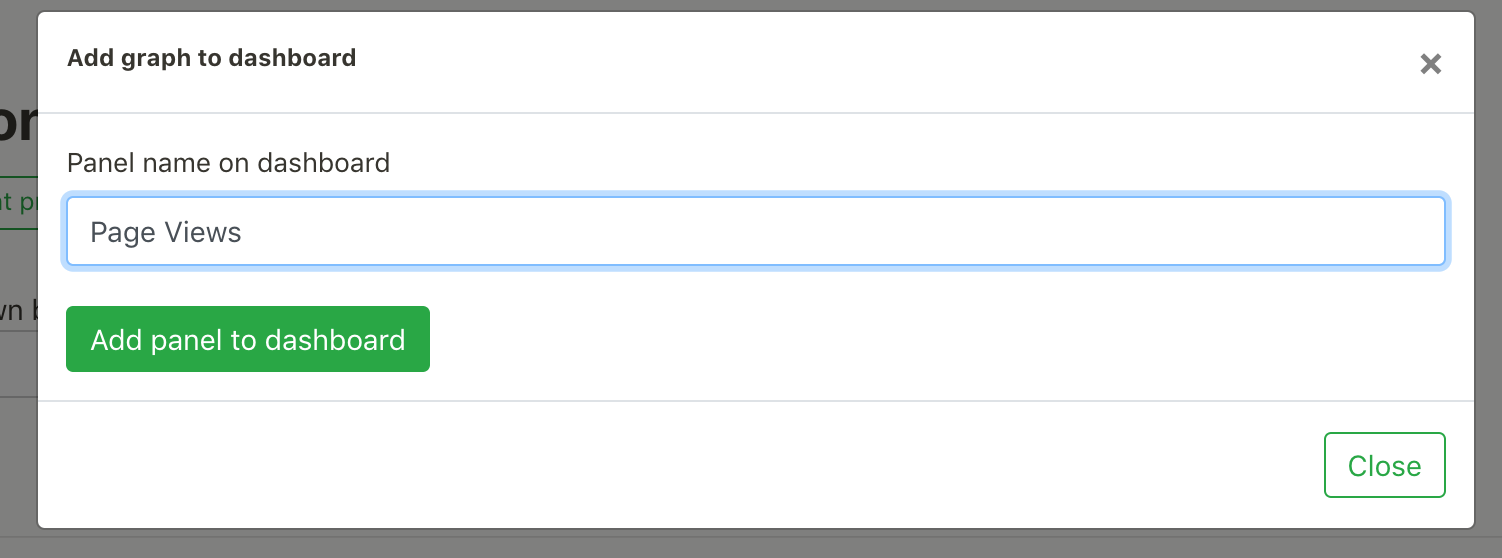 Add graph to dashboard
×
Panel name on dashboard
Page Views
Add panel to dashboard
Close